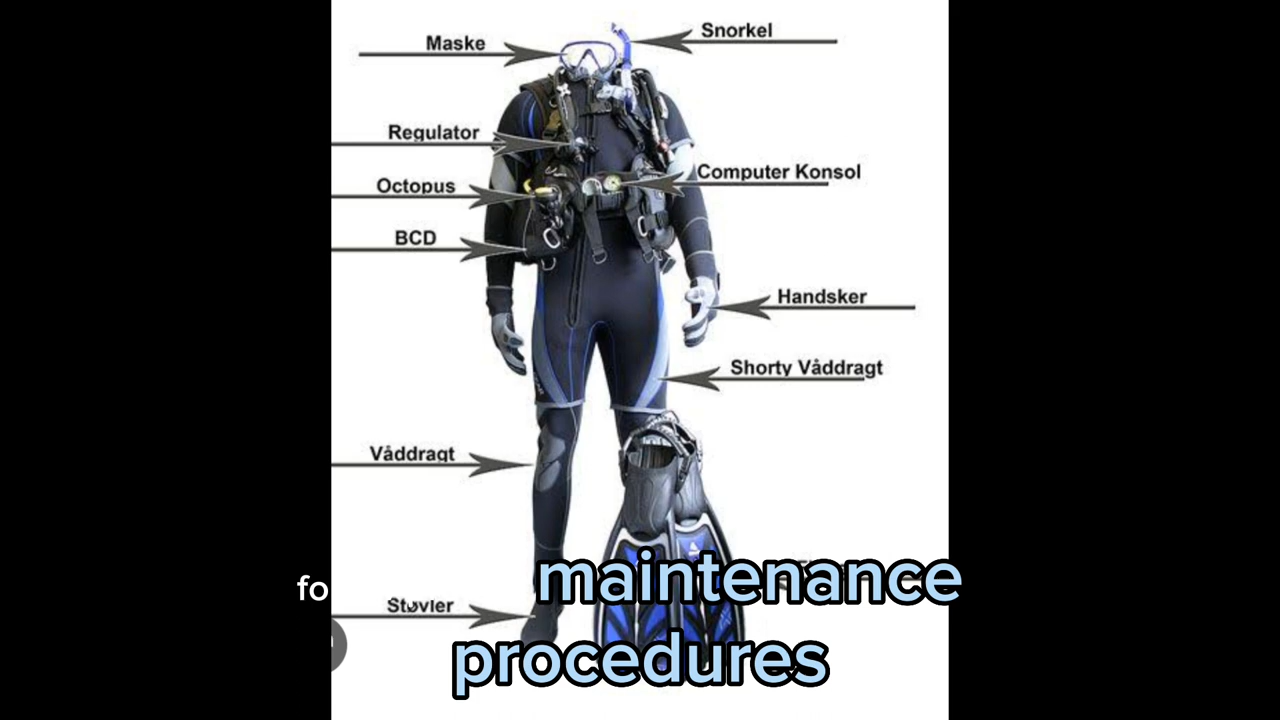 Snorkel
Maske
Regulator
Computer Konsol
Octopus
BCD
Handsker
Shorty Våddragt
Våddragt
Støvler
fo
maintenance
procedures